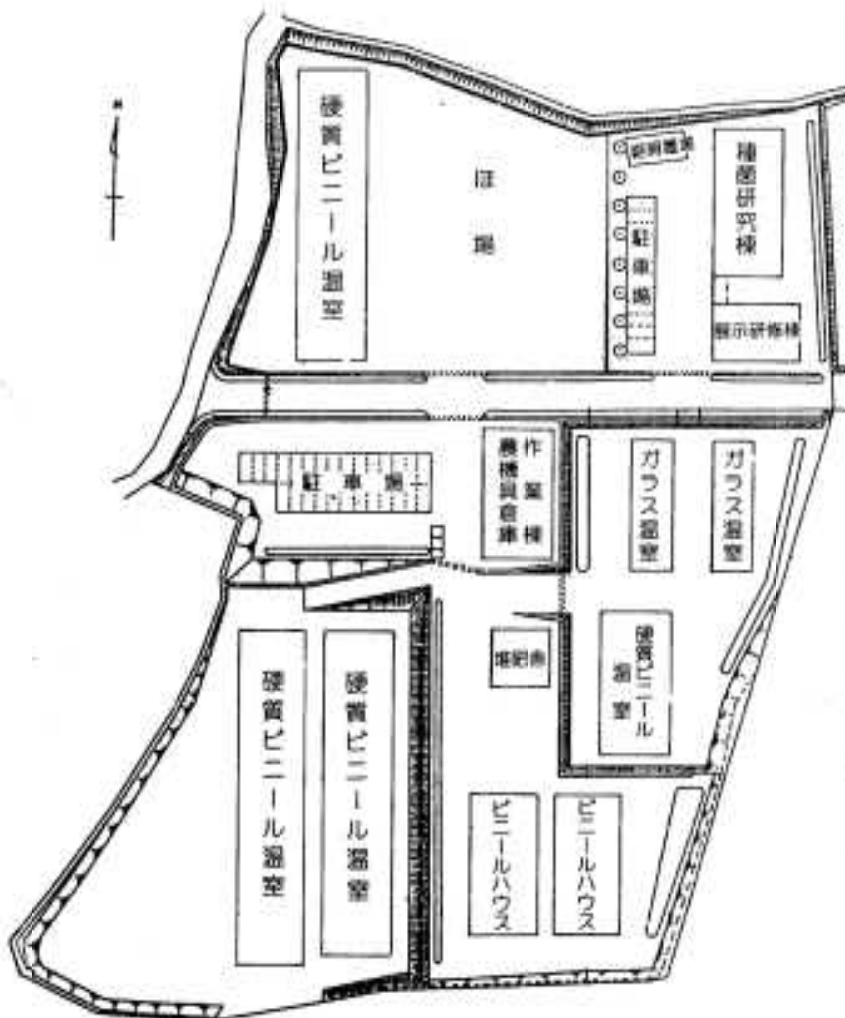 硬質ビニール温室
ほ場
駐車場
種菌研究棟
展示研修棟
駐車場
農機具倉庫
作業棟
ガラス温室
ガラス温室
堆肥舎
硬質ビニール
温室
硬質ビニール温室
硬質ビニール温室
ビニールハウス
ビニールハウス